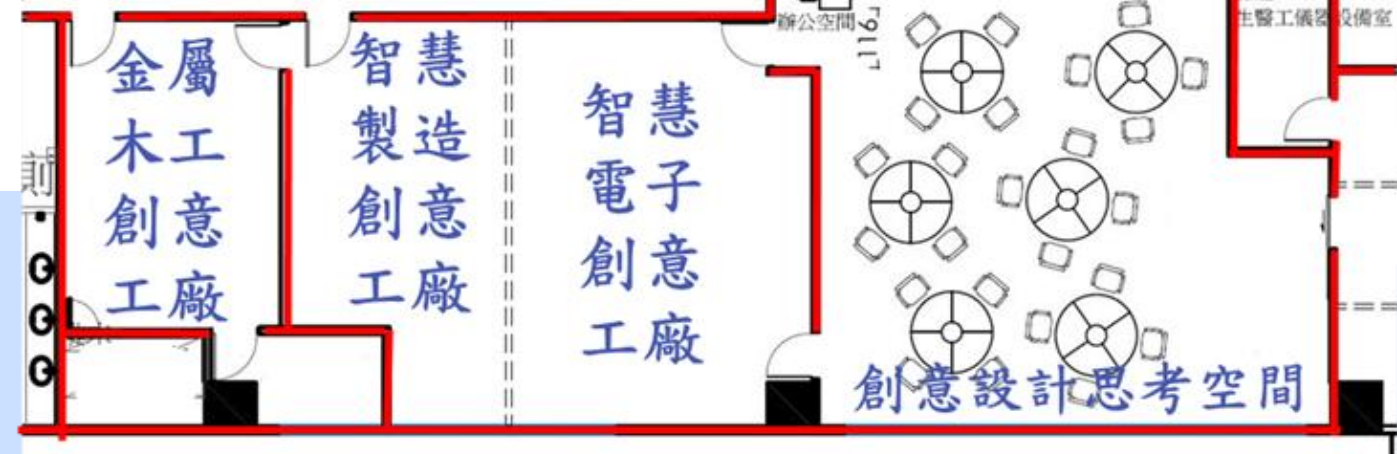 金屬
木工
創意
工廠
智慧
製造
創意
工廠
智慧
電子
創意
工廠
辦公空間
「911」
生醫工儀器設備室
創意設計思考空間